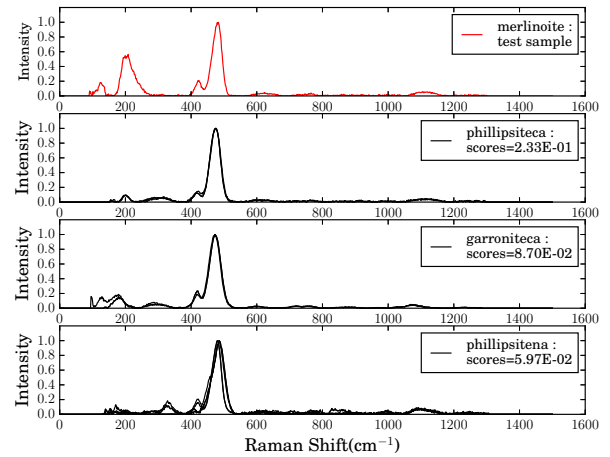 merlinoite :
test sample
Intensity
1.0
0.8
0.6
0.4
0.2
0.0
0 200 400 600 800 1000 1200 1400 1600
phillipsiteca :
scores=2.33E-01
Intensity
1.0
0.8
0.6
0.4
0.2
0.0
0 200 400 600 800 1000 1200 1400 1600
garroniteca :
scores=8.70E-02
Intensity
1.0
0.8
0.6
0.4
0.2
0.0
0 200 400 600 800 1000 1200 1400 1600
phillipsitena :
scores=5.97E-02
Intensity
1.0
0.8
0.6
0.4
0.2
0.0
0 200 400 600 800 1000 1200 1400 1600
Raman Shift(cm⁻¹)